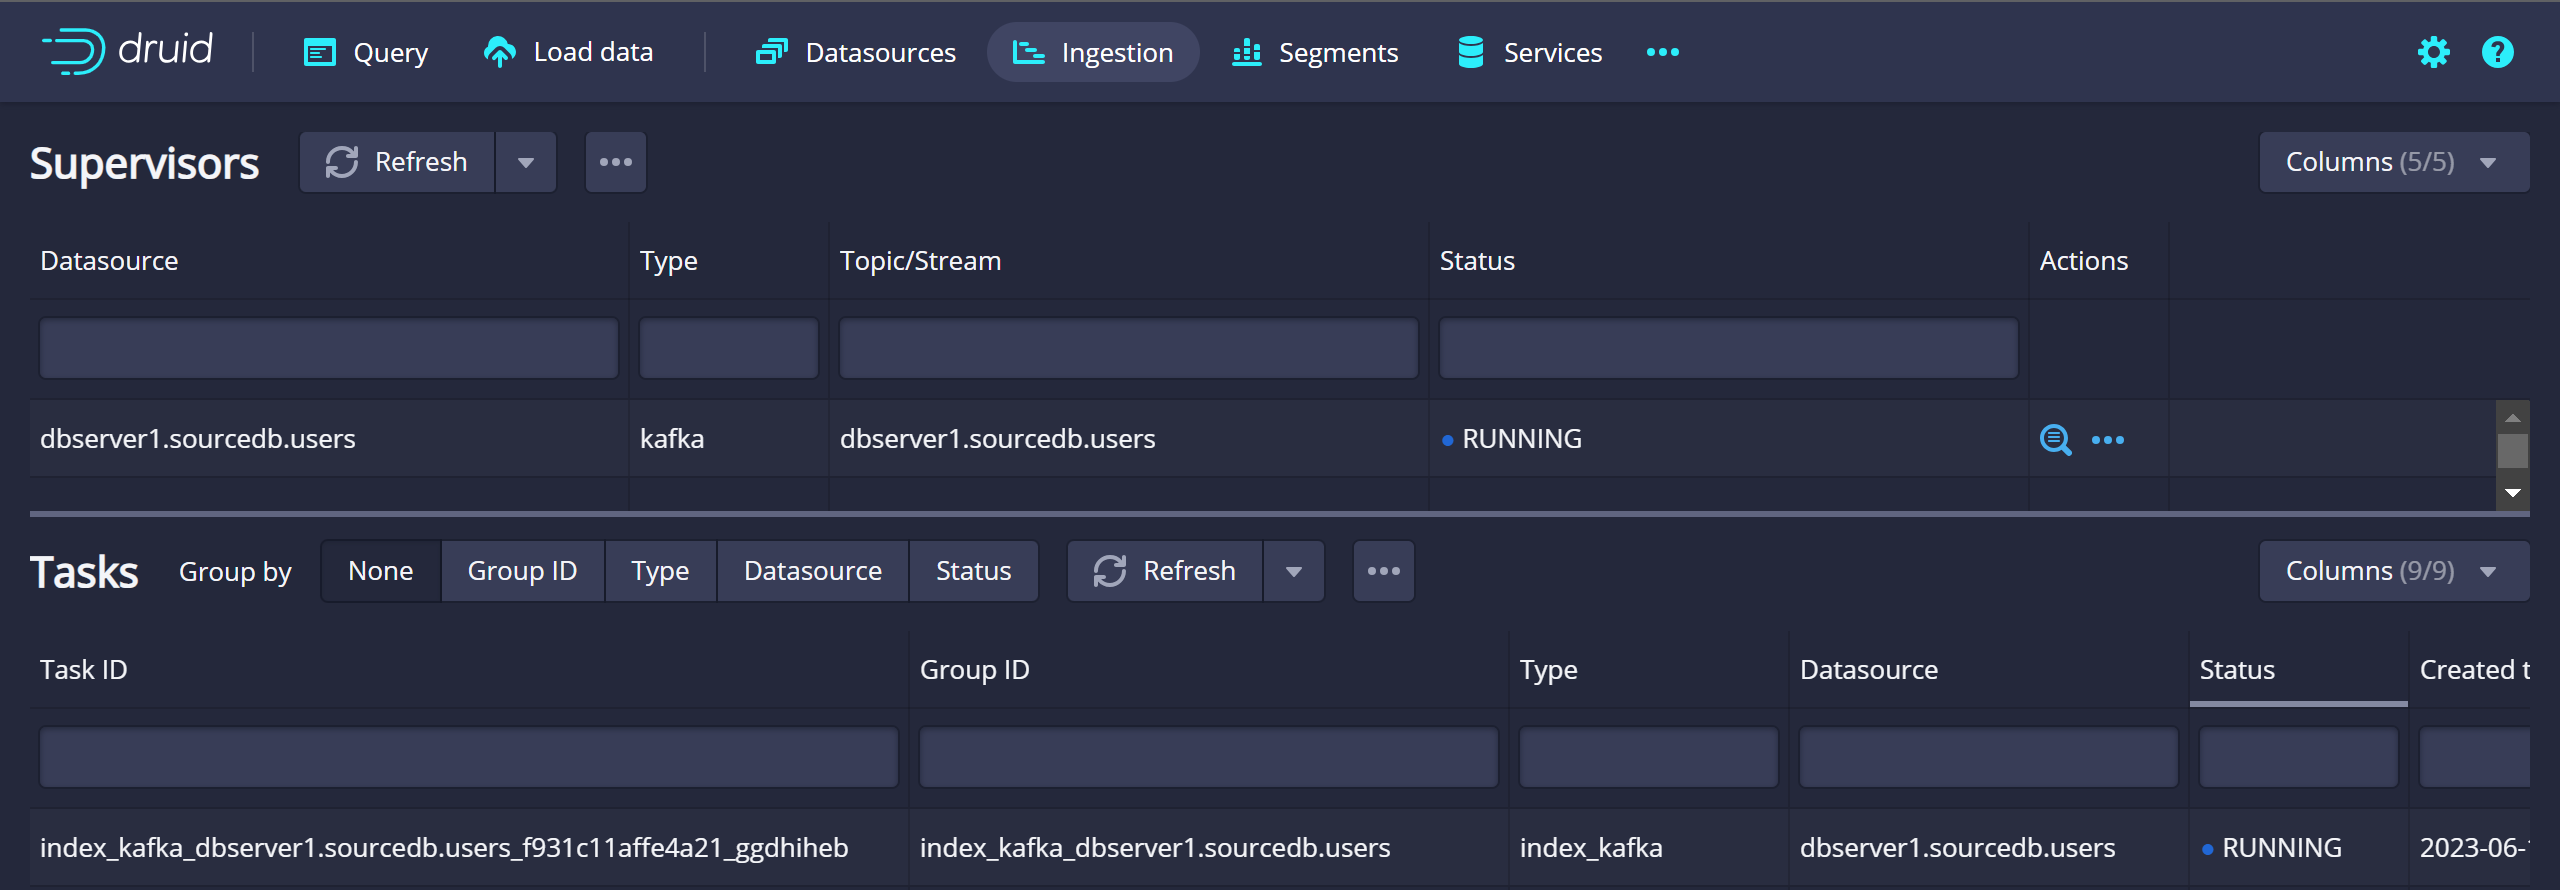 druid Query Load data Datasources Ingestion Segments Services
Supervisors Refresh Columns (5/5)
Datasource Type Topic/Stream Status Actions
dbserver1.sourcedb.users kafka dbserver1.sourcedb.users RUNNING
Tasks Group by None Group ID Type Datasource Status Refresh Columns (9/9)
Task ID Group ID Type Datasource Status Created t
index_kafka_dbserver1.sourcedb.users_f931c11affe4a21_ggdhiheb index_kafka_dbserver1.sourcedb.users index_kafka dbserver1.sourcedb.users RUNNING 2023-06-